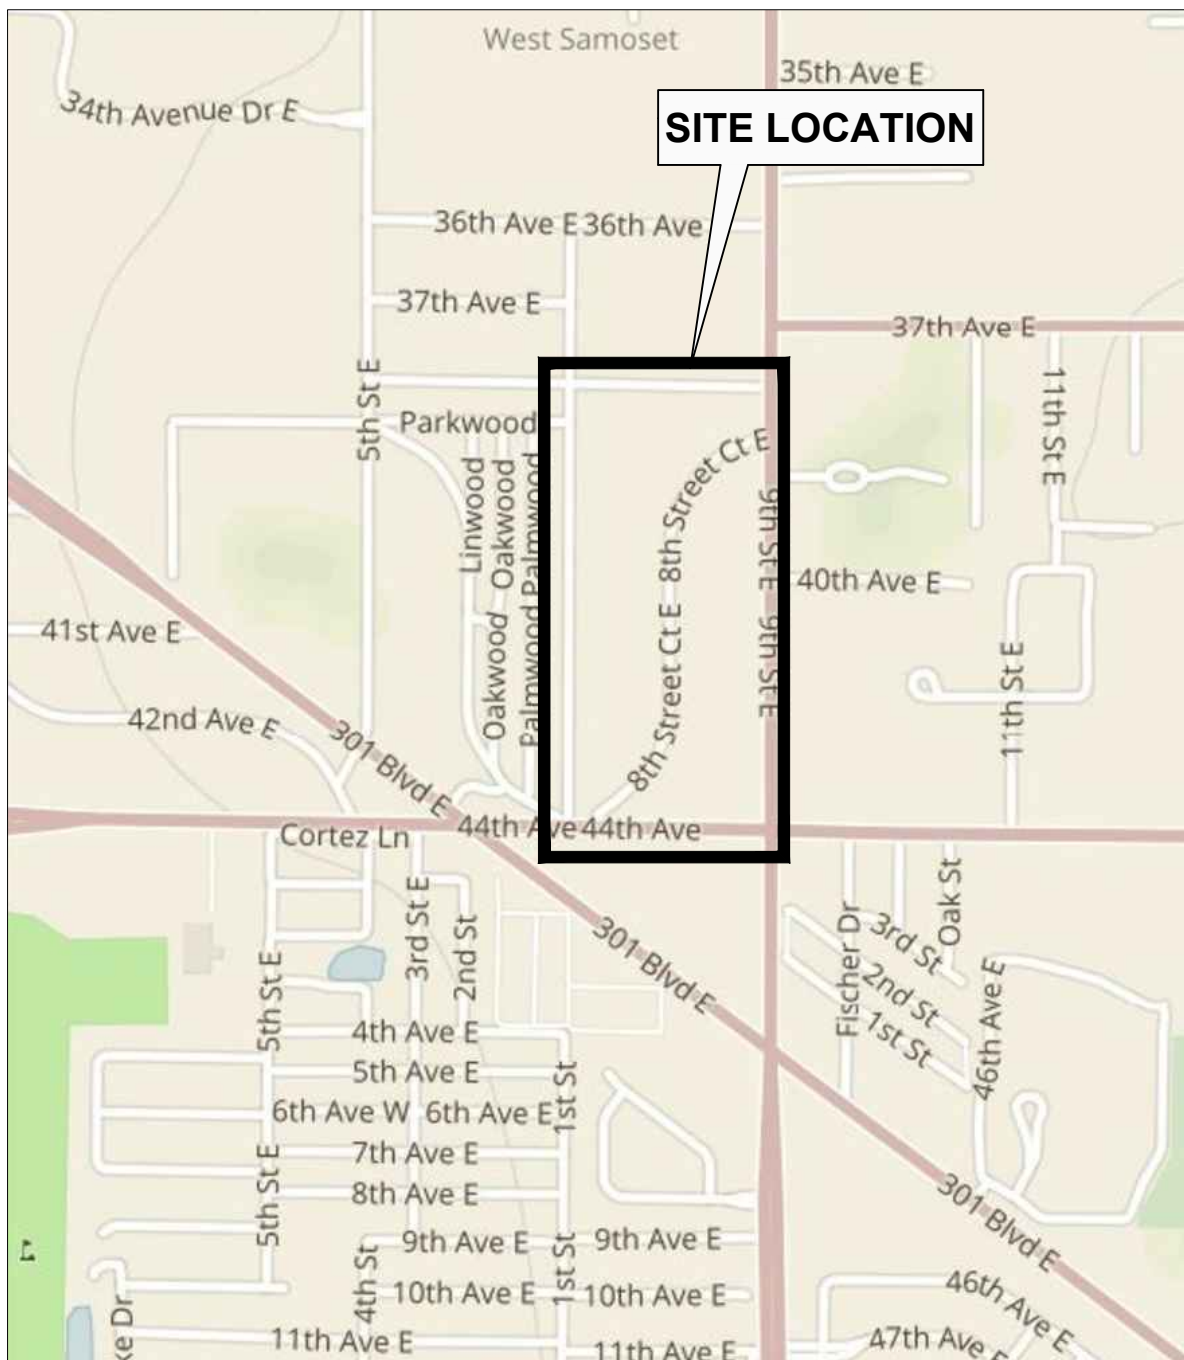 West Samoset
35th Ave E
34th Avenue Dr E
SITE LOCATION
36th Ave E
36th Ave
37th Ave E
37th Ave E
5th St E
11th St E
Parkwood
8th Street Ct E
Linwood
Oakwood
Palmwood
9th St E
40th Ave E
8th Street Ct E
9th St E
41st Ave E
Oakwood
Palmwood
11th St E
42nd Ave E
301 Blvd E
Cortez Ln
44th Ave
44th Ave
3rd St E
2nd St
301 Blvd E
Fischer Dr
3rd St
Oak St
2nd St
1st St
46th Ave E
5th St E
4th Ave E
5th Ave E
1st St
6th Ave W
6th Ave E
7th Ave E
5th St E
8th Ave E
301 Blvd E
9th Ave E
9th Ave E
4th St
1st St
10th Ave E
10th Ave E
46th Ave E
11th Ave E
11th Ave E
47th Ave E
ke Dr